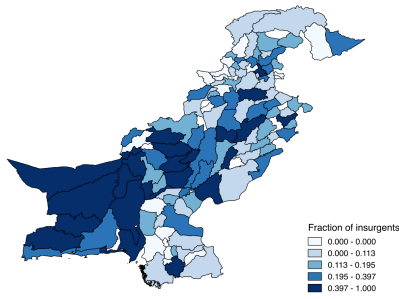 Fraction of insurgents
0.000 - 0.000
0.000 - 0.113
0.113 - 0.195
0.195 - 0.397
0.397 - 1.000